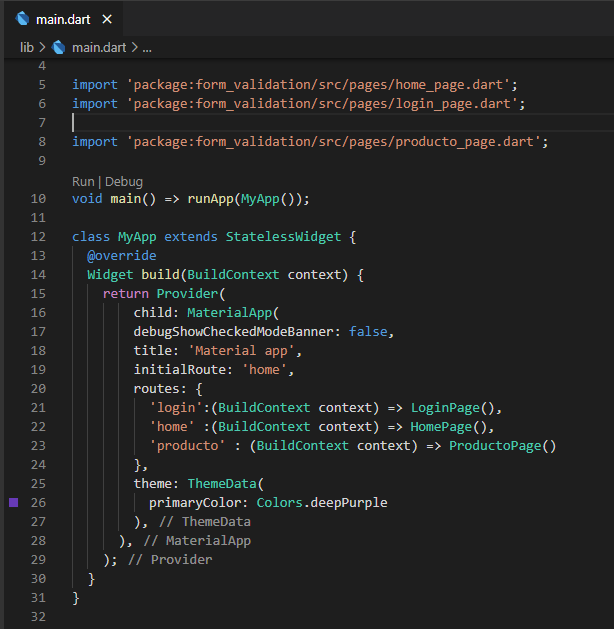 main.dart ×
lib > main.dart > ...
4
5 import 'package:form_validation/src/pages/home_page.dart';
6 import 'package:form_validation/src/pages/login_page.dart';
7
8 import 'package:form_validation/src/pages/producto_page.dart';
9
Run | Debug
10 void main() => runApp(MyApp());
11
12 class MyApp extends StatelessWidget {
13 @override
14 Widget build(BuildContext context) {
15 return Provider(
16 child: MaterialApp(
17 debugShowCheckedModeBanner: false,
18 title: 'Material app',
19 initialRoute: 'home',
20 routes: {
21 'login':(BuildContext context) => LoginPage(),
22 'home' :(BuildContext context) => HomePage(),
23 'producto' : (BuildContext context) => ProductoPage()
24 },
25 theme: ThemeData(
26 primaryColor: Colors.deepPurple
27 ), // ThemeData
28 ), // MaterialApp
29 ); // Provider
30 }
31 }
32